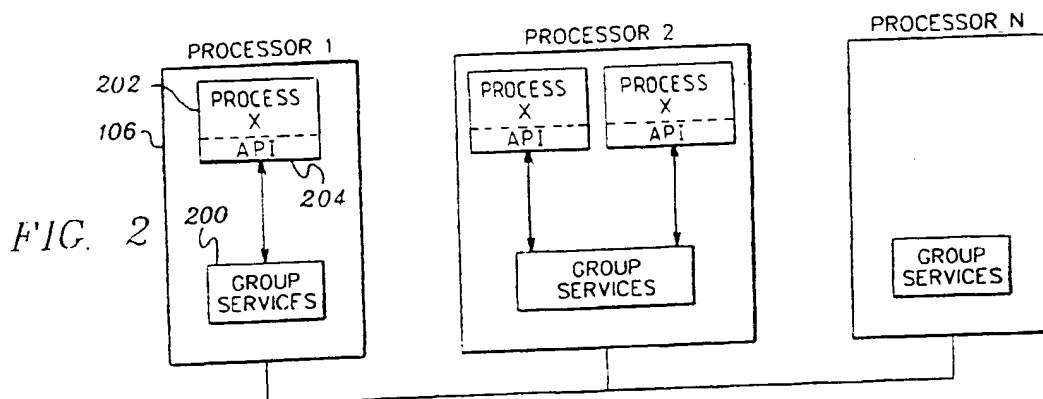 PROCESSOR 1
PROCESSOR 2
PROCESSOR N
202
PROCESS
X
API
106
204
200
GROUP
SERVICES
FIG. 2
PROCESS
X
API
PROCESS
X
API
GROUP
SERVICES
GROUP
SERVICES